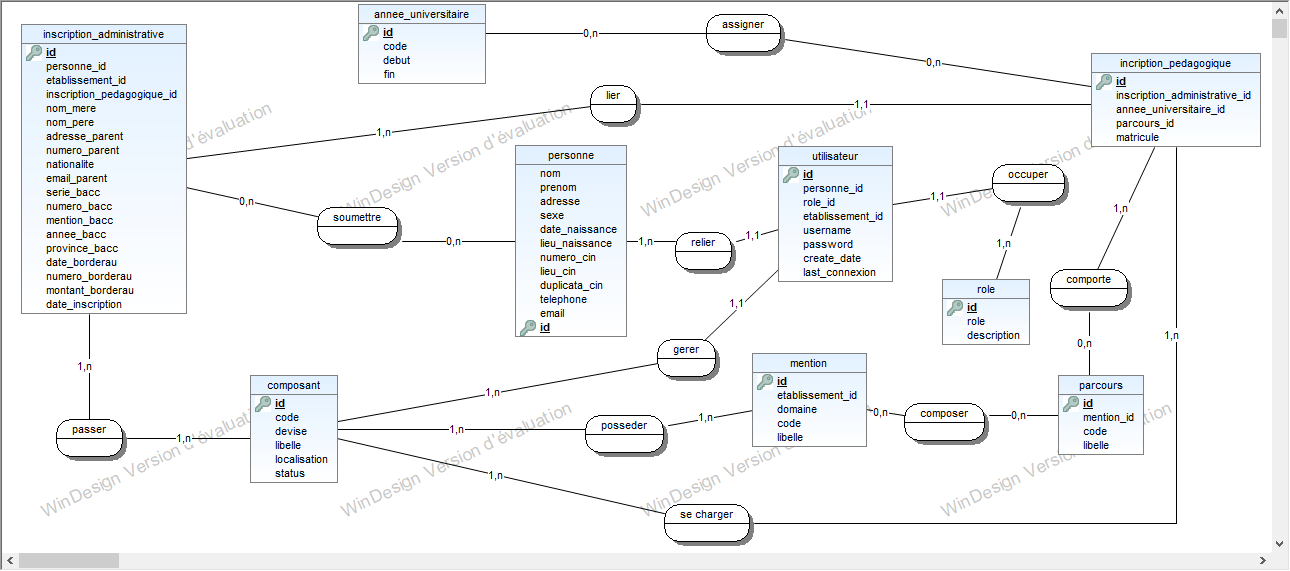 annee_universitaire
id
code
debut
fin
assigner
0,n
0,n
inscription_administrative
id
personne_id
etablissement_id
inscription_pedagogique_id
nom_mere
nom_pere
adresse_parent
numero_parent
nationalite
email_parent
serie_bacc
numero_bacc
mention_bacc
annee_bacc
province_bacc
date_borderau
numero_borderau
montant_borderau
date_inscription
incription_pedagogique
id
inscription_administrative_id
annee_universitaire_id
parcours_id
matricule
lier
1,n
1,1
personne
nom
prenom
adresse
sexe
date_naissance
lieu_naissance
numero_cin
lieu_cin
duplicata_cin
telephone
email
id
utilisateur
id
personne_id
role_id
etablissement_id
username
password
create_date
last_connexion
occuper
1,1
1,n
soumettre
0,n
0,n
relier
1,n
1,1
role
id
role
description
comporte
1,n
0,n
gerer
1,1
1,n
composant
id
code
devise
libelle
localisation
status
mention
id
etablissement_id
domaine
code
libelle
parcours
id
mention_id
code
libelle
composer
0,n
0,n
posseder
1,n
1,n
passer
1,n
1,n
se charger
1,n
1,n
WinDesign Version d'évaluation
WinDesign Version d'évaluation
WinDesign Version d'évaluation
WinDesign Version d'évaluation
WinDesign Version d'évaluation
WinDesign Version d'évaluation